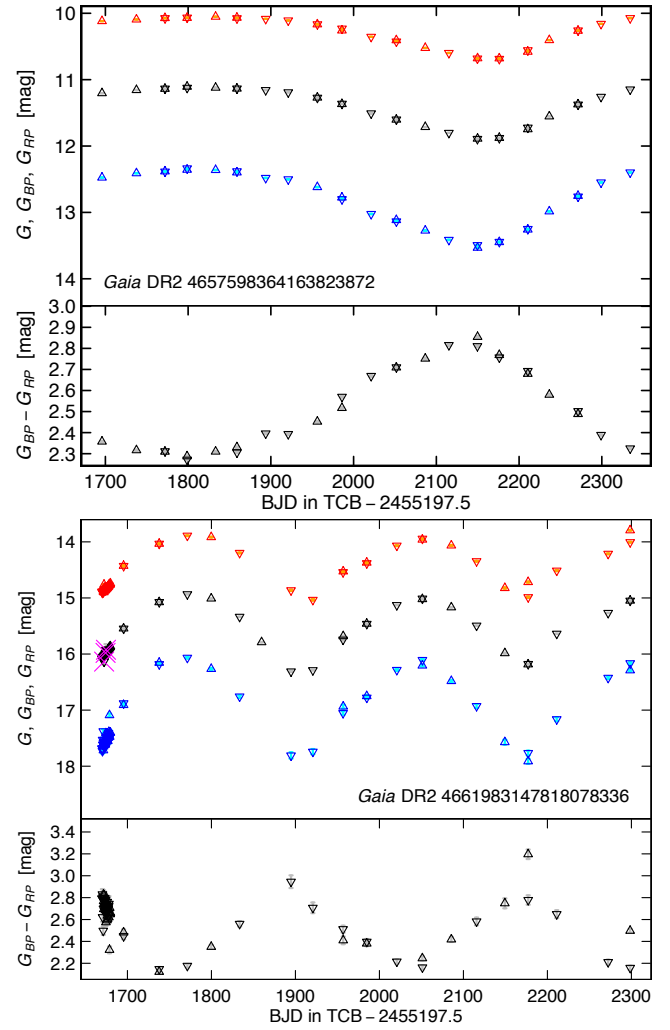 10
11
12
13
14
G, G_BP, G_RP [mag]
Gaia DR2 4657598364163823872
3.0
2.9
2.8
2.7
2.6
2.5
2.4
2.3
G_BP – G_RP [mag]
1700 1800 1900 2000 2100 2200 2300
BJD in TCB – 2455197.5
14
15
16
17
18
G, G_BP, G_RP [mag]
Gaia DR2 4661983147818078336
3.4
3.2
3.0
2.8
2.6
2.4
2.2
G_BP – G_RP [mag]
1700 1800 1900 2000 2100 2200 2300
BJD in TCB – 2455197.5